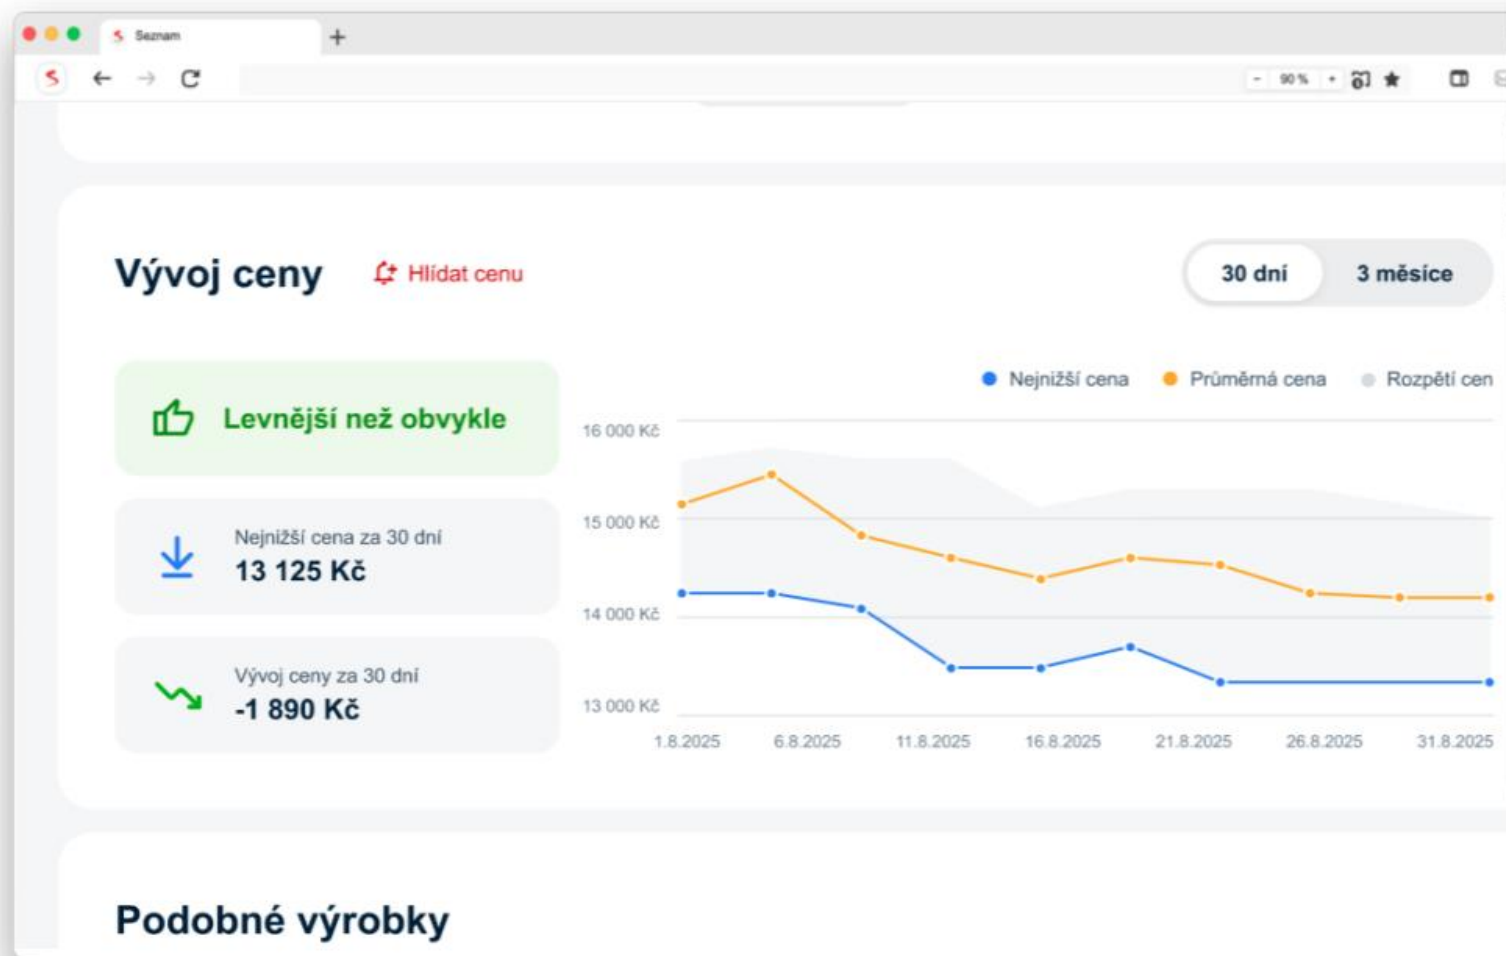 Seznam
90 %
Vývoj ceny
Hlídat cenu
30 dní
3 měsíce
Levnější než obvykle
Nejnižší cena za 30 dní
13 125 Kč
Vývoj ceny za 30 dní
-1 890 Kč
Nejnižší cena
Průměrná cena
Rozpětí cen
16 000 Kč
15 000 Kč
14 000 Kč
13 000 Kč
1.8.2025 6.8.2025 11.8.2025 16.8.2025 21.8.2025 26.8.2025 31.8.2025
Podobné výrobky